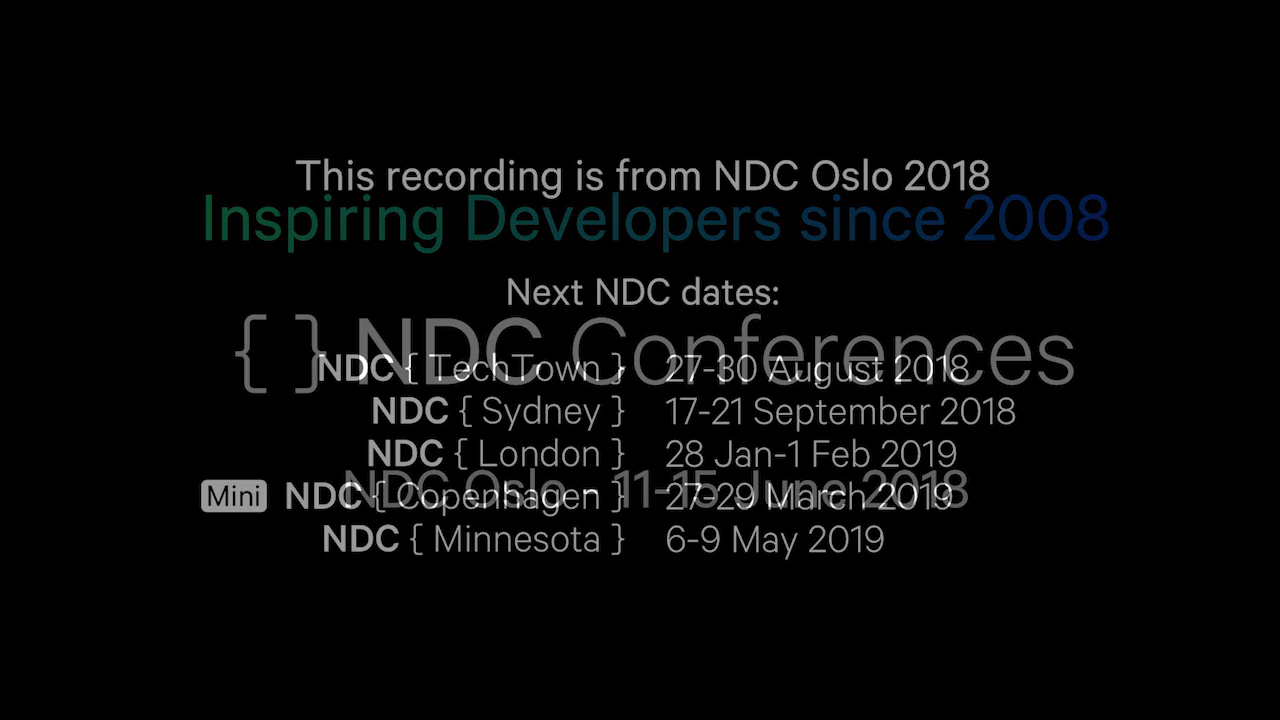 This recording is from NDC Oslo 2018
Inspiring Developers since 2008
Next NDC dates:
{ } NDC Conferences
NDC { TechTown } 27-30 August 2018
NDC { Sydney } 17-21 September 2018
NDC { London } 28 Jan-1 Feb 2019
NDC Oslo - 11-15 June 2018
Mini NDC { Copenhagen } 27-29 March 2019
NDC { Minnesota } 6-9 May 2019